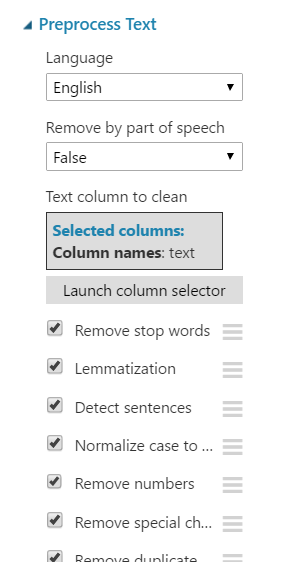 Preprocess Text
Language
English
Remove by part of speech
False
Text column to clean
Selected columns:
Column names: text
Launch column selector
Remove stop words
Lemmatization
Detect sentences
Normalize case to ...
Remove numbers
Remove special ch...
Remove duplicate